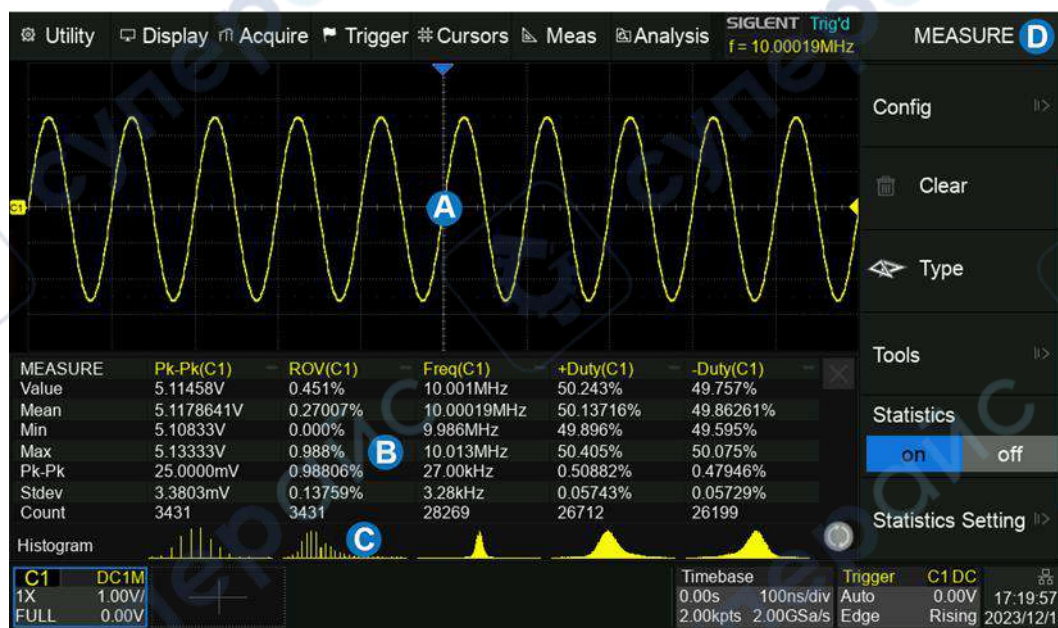 Utility Display Acquire Trigger Cursors Meas Analysis SIGLENT Trig'd MEASURE D
f = 10.00019MHz
Config
Clear
C1 A
Type
Tools
MEASURE Pk-Pk(C1) ROV(C1) Freq(C1) +Duty(C1) -Duty(C1)
Value 5.11458V 0.451% 10.001MHz 50.243% 49.757%
Mean 5.1178641V 0.27007% 10.00019MHz 50.13716% 49.86261%
Min 5.10833V 0.000% 9.986MHz 49.896% 49.595%
Max 5.13333V 0.988% B 10.013MHz 50.405% 50.075%
Pk-Pk 25.0000mV 0.98806% 27.00kHz 0.50882% 0.47946%
Stdev 3.3803mV 0.13759% 3.28kHz 0.05743% 0.05729%
Count 3431 3431 28269 26712 26199
Histogram C
Statistics
on off
Statistics Setting
C1 DC1M
1X 1.00V/
FULL 0.00V
Timebase
0.00s 100ns/div
2.00kpts 2.00GSa/s
Trigger C1 DC
Auto 0.00V
Edge Rising
17:19:57
2023/12/1
суперайс